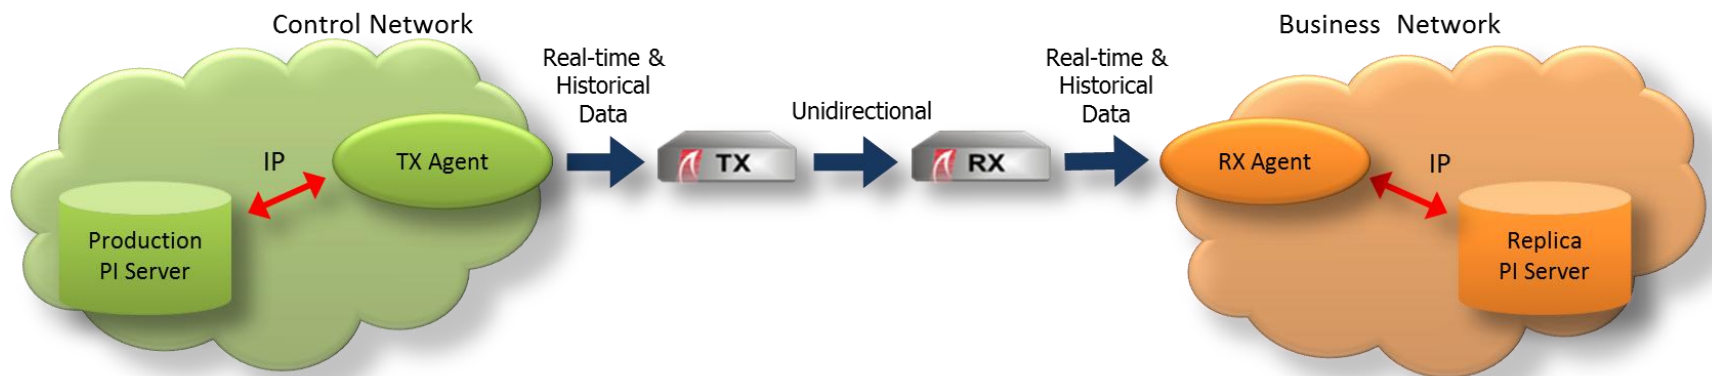 Control Network
Business Network
Real-time &
Historical
Data
Unidirectional
Real-time &
Historical
Data
IP
TX Agent
TX
RX
RX Agent
IP
Production
PI Server
Replica
PI Server